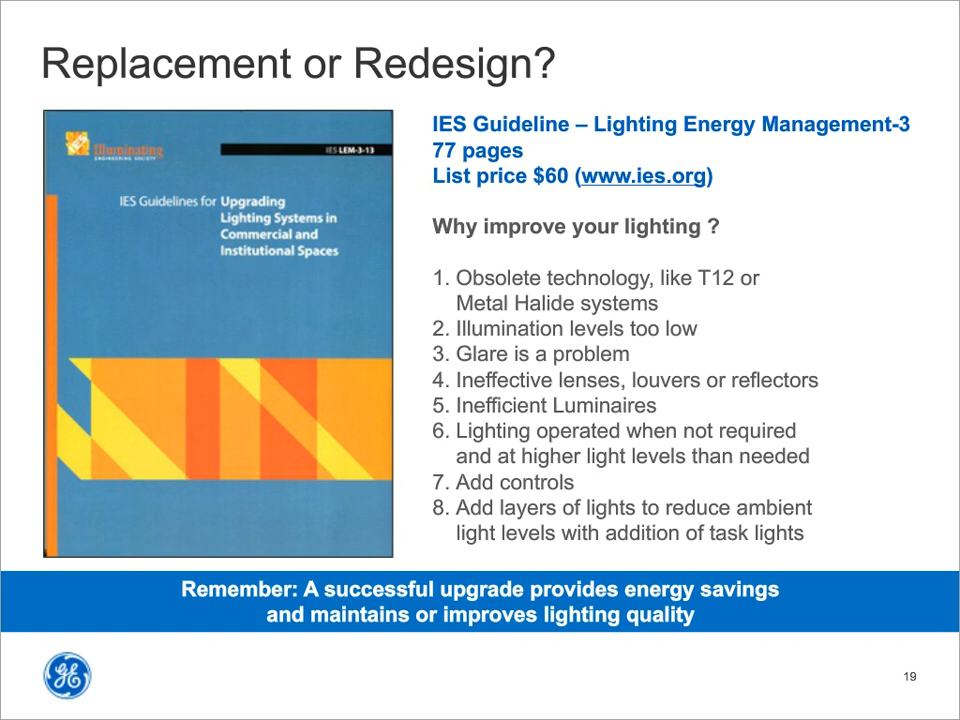 Replacement or Redesign?
IES
Illuminating
ENGINEERING SOCIETY
IES LEM-3-13
IES Guidelines for Upgrading
Lighting Systems in
Commercial and
Institutional Spaces
IES Guideline – Lighting Energy Management-3
77 pages
List price $60 (www.ies.org)
Why improve your lighting ?
1. Obsolete technology, like T12 or
Metal Halide systems
2. Illumination levels too low
3. Glare is a problem
4. Ineffective lenses, louvers or reflectors
5. Inefficient Luminaires
6. Lighting operated when not required
and at higher light levels than needed
7. Add controls
8. Add layers of lights to reduce ambient
light levels with addition of task lights
Remember: A successful upgrade provides energy savings
and maintains or improves lighting quality
GE
19